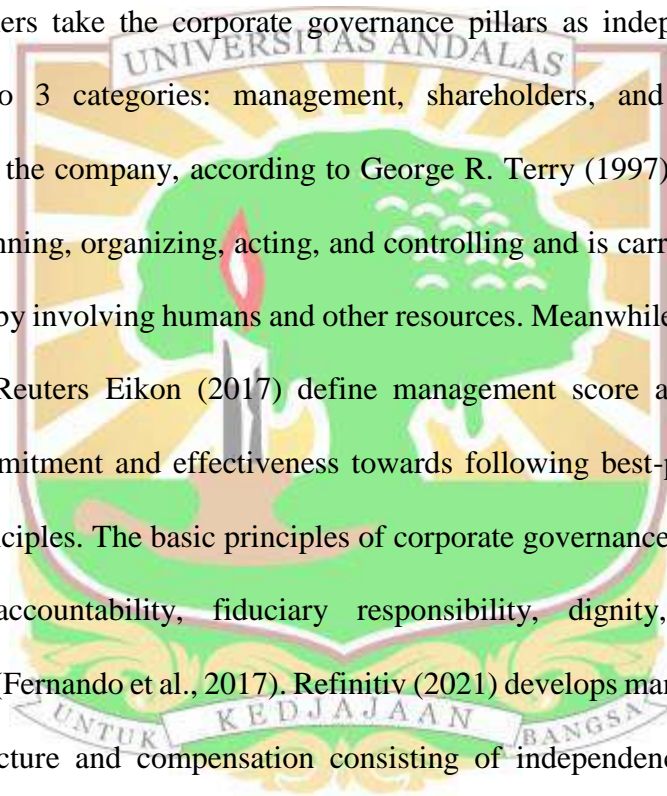 ers take the corporate governance pillars as indep
UNIVERSITAS ANDALAS
o 3 categories: management, shareholders, and
the company, according to George R. Terry (1997)
nning, organizing, acting, and controlling and is carr
by involving humans and other resources. Meanwhile
Reuters Eikon (2017) define management score a
mitment and effectiveness towards following best-p
nciples. The basic principles of corporate governance
accountability, fiduciary responsibility, dignity,
(Fernando et al., 2017). Refinitiv (2021) develops mar
UNTUK KEDJAJAAN BANGSA
cture and compensation consisting of independenc